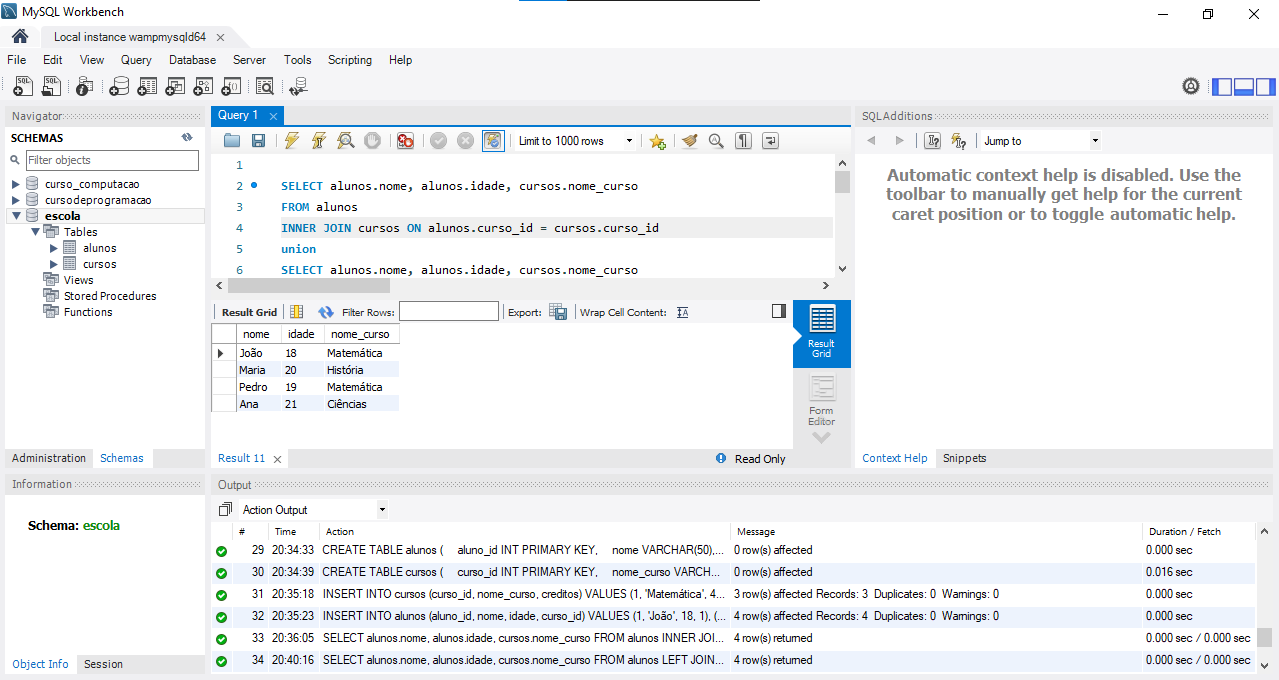 MySQL Workbench
Local instance wampmysqld64
File Edit View Query Database Server Tools Scripting Help
Navigator
SCHEMAS
Filter objects
curso_computacao
cursodeprogramacao
escola
Tables
alunos
cursos
Views
Stored Procedures
Functions
Administration Schemas
Information
Schema: escola
Object Info Session
Query 1
Limit to 1000 rows
1
2 SELECT alunos.nome, alunos.idade, cursos.nome_curso
3 FROM alunos
4 INNER JOIN cursos ON alunos.curso_id = cursos.curso_id
5 union
6 SELECT alunos.nome, alunos.idade, cursos.nome_curso
Result Grid Filter Rows: Export: Wrap Cell Content:
nome idade nome_curso
João 18 Matemática
Maria 20 História
Pedro 19 Matemática
Ana 21 Ciências
Result Grid
Form Editor
Result 11 Read Only
SQLAdditions
Jump to
Automatic context help is disabled. Use the
toolbar to manually get help for the current
caret position or to toggle automatic help.
Context Help Snippets
Output
Action Output
# Time Action Message Duration / Fetch
29 20:34:33 CREATE TABLE alunos ( aluno_id INT PRIMARY KEY, nome VARCHAR(50),... 0 row(s) affected 0.000 sec
30 20:34:39 CREATE TABLE cursos ( curso_id INT PRIMARY KEY, nome_curso VARCH... 0 row(s) affected 0.016 sec
31 20:35:18 INSERT INTO cursos (curso_id, nome_curso, creditos) VALUES (1, 'Matemática', 4... 3 row(s) affected Records: 3 Duplicates: 0 Warnings: 0 0.000 sec
32 20:35:23 INSERT INTO alunos (aluno_id, nome, idade, curso_id) VALUES (1, 'João', 18, 1), (... 4 row(s) affected Records: 4 Duplicates: 0 Warnings: 0 0.000 sec
33 20:36:05 SELECT alunos.nome, alunos.idade, cursos.nome_curso FROM alunos INNER JOI... 4 row(s) returned 0.000 sec / 0.000 sec
34 20:40:16 SELECT alunos.nome, alunos.idade, cursos.nome_curso FROM alunos LEFT JOIN... 4 row(s) returned 0.000 sec / 0.000 sec